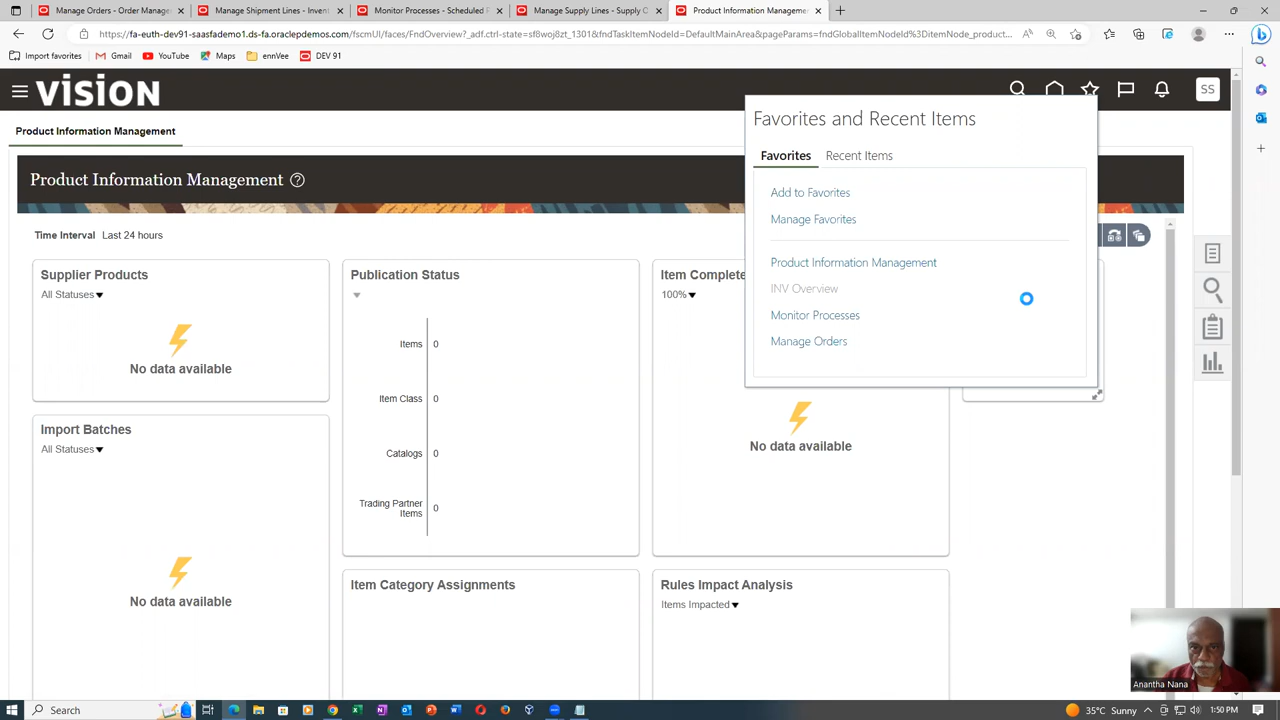 Manage Orders - Order Manager
Manage Shipment Lines - Invent
Monitor Processes - Scheduled P
Manage Supply Lines - Supply O
Product Information Manageme
https://fa-euth-dev91-saasfademo1.ds-fa.oraclepdemos.com/fscmUI/faces/FndOverview?_adf.ctrl-state=sf8woj8zt_1301&fndTaskItemNodeId=DefaultMainArea&pageParams=fndGlobalItemNodeId%3DitemNode_product...
Import favorites
Gmail
YouTube
Maps
ennVee
DEV 91
VISION
SS
Product Information Management
Favorites and Recent Items
Favorites
Recent Items
Product Information Management
Add to Favorites
Manage Favorites
Time Interval Last 24 hours
Product Information Management
INV Overview
Monitor Processes
Manage Orders
Supplier Products
All Statuses
No data available
Publication Status
Items 0
Item Class 0
Catalogs 0
Trading Partner
Items 0
Item Complete
100%
No data available
Import Batches
All Statuses
No data available
Item Category Assignments
Rules Impact Analysis
Items Impacted
Anantha Nana
Search
35°C Sunny
1:50 PM